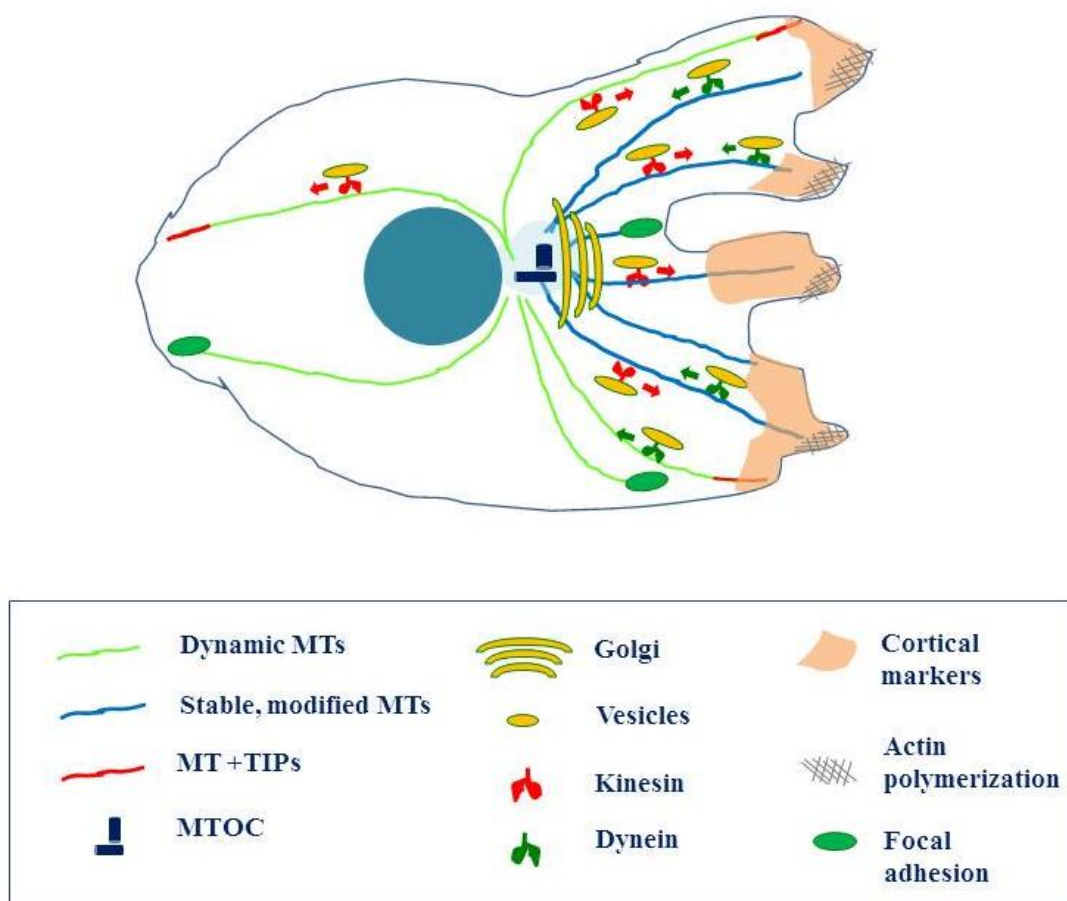 Dynamic MTs
Stable, modified MTs
MT +TIPs
MTOC
Golgi
Vesicles
Kinesin
Dynein
Cortical
markers
Actin
polymerization
Focal
adhesion